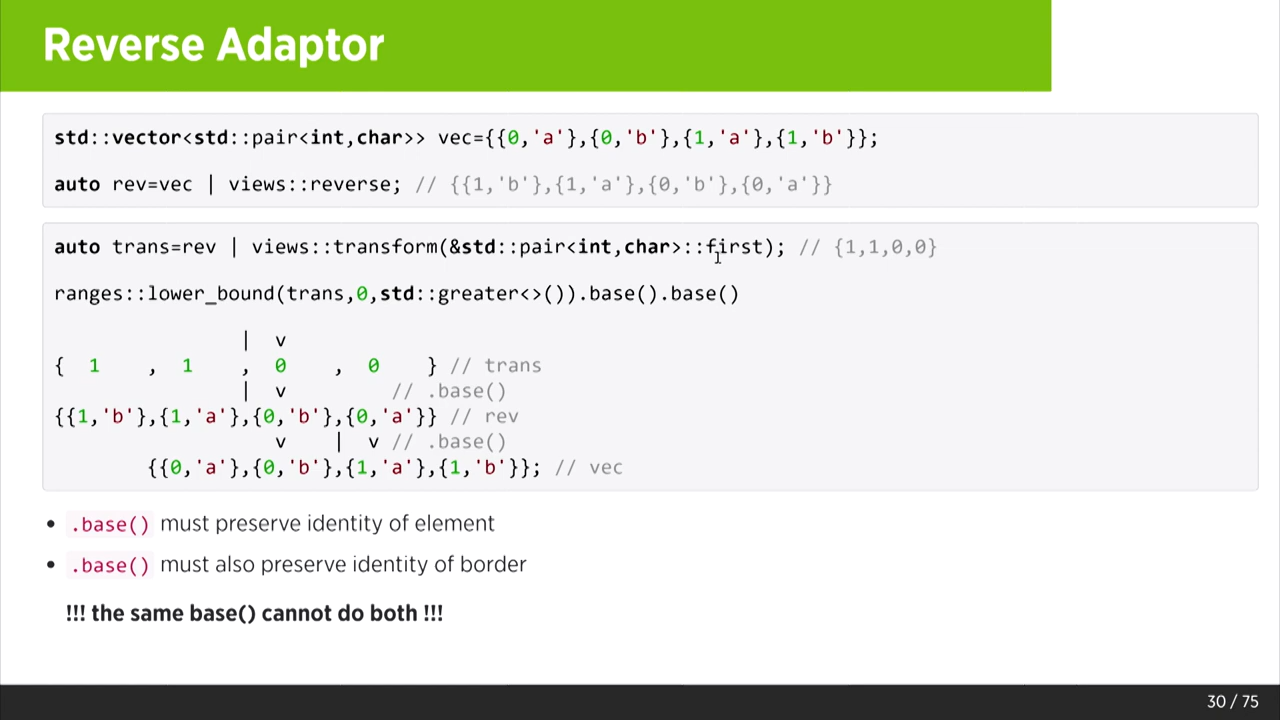 Reverse Adaptor
std::vector<std::pair<int,char>> vec={{0,'a'},{0,'b'},{1,'a'},{1,'b'}};
auto rev=vec | views::reverse; // {{1,'b'},{1,'a'},{0,'b'},{0,'a'}}
auto trans=rev | views::transform(&std::pair<int,char>::first); // {1,1,0,0}
ranges::lower_bound(trans,0,std::greater<>()).base().base()
                | v
{  1    ,  1    ,  0    ,  0    } // trans
                | v         // .base()
{{1,'b'},{1,'a'},{0,'b'},{0,'a'}} // rev
                   v    |  v // .base()
        {{0,'a'},{0,'b'},{1,'a'},{1,'b'}}; // vec
• .base() must preserve identity of element
• .base() must also preserve identity of border
!!! the same base() cannot do both !!!
30 / 75